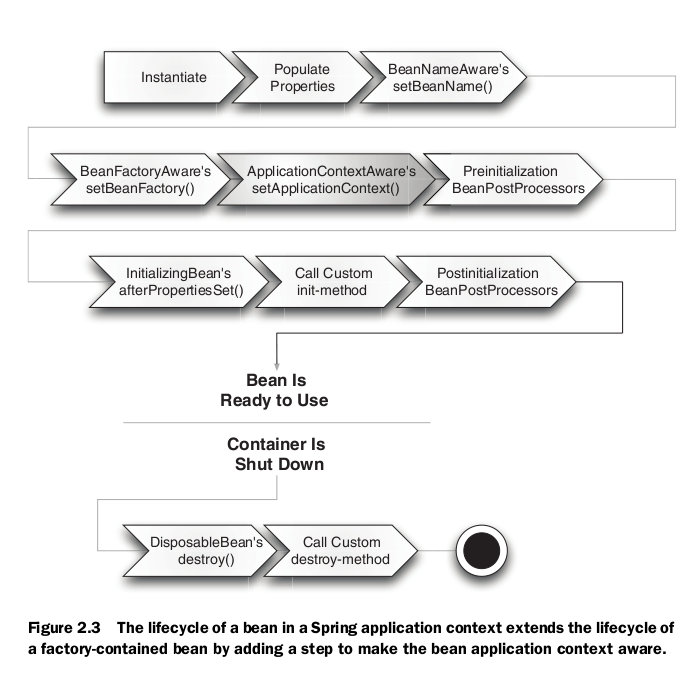 Instantiate
Populate
Properties
BeanNameAware's
setBeanName()
BeanFactoryAware's
setBeanFactory()
ApplicationContextAware's
setApplicationContext()
Preinitialization
BeanPostProcessors
InitializingBean's
afterPropertiesSet()
Call Custom
init-method
Postinitialization
BeanPostProcessors
Bean Is
Ready to Use
Container Is
Shut Down
DisposableBean's
destroy()
Call Custom
destroy-method
Figure 2.3 The lifecycle of a bean in a Spring application context extends the lifecycle of
a factory-contained bean by adding a step to make the bean application context aware.